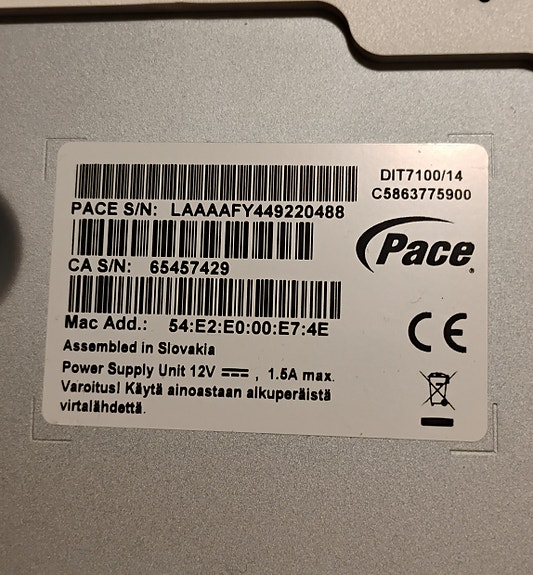 DIT7100/14
C5863775900
PACE S/N: LAAAAFY449220488
Pace
CA S/N: 65457429
Mac Add.: 54:E2:E0:00:E7:4E
Assembled in Slovakia
Power Supply Unit 12V ⎓ , 1.5A max.
Varoitus! Käytä ainoastaan alkuperäistä
virtalähdettä.
CE